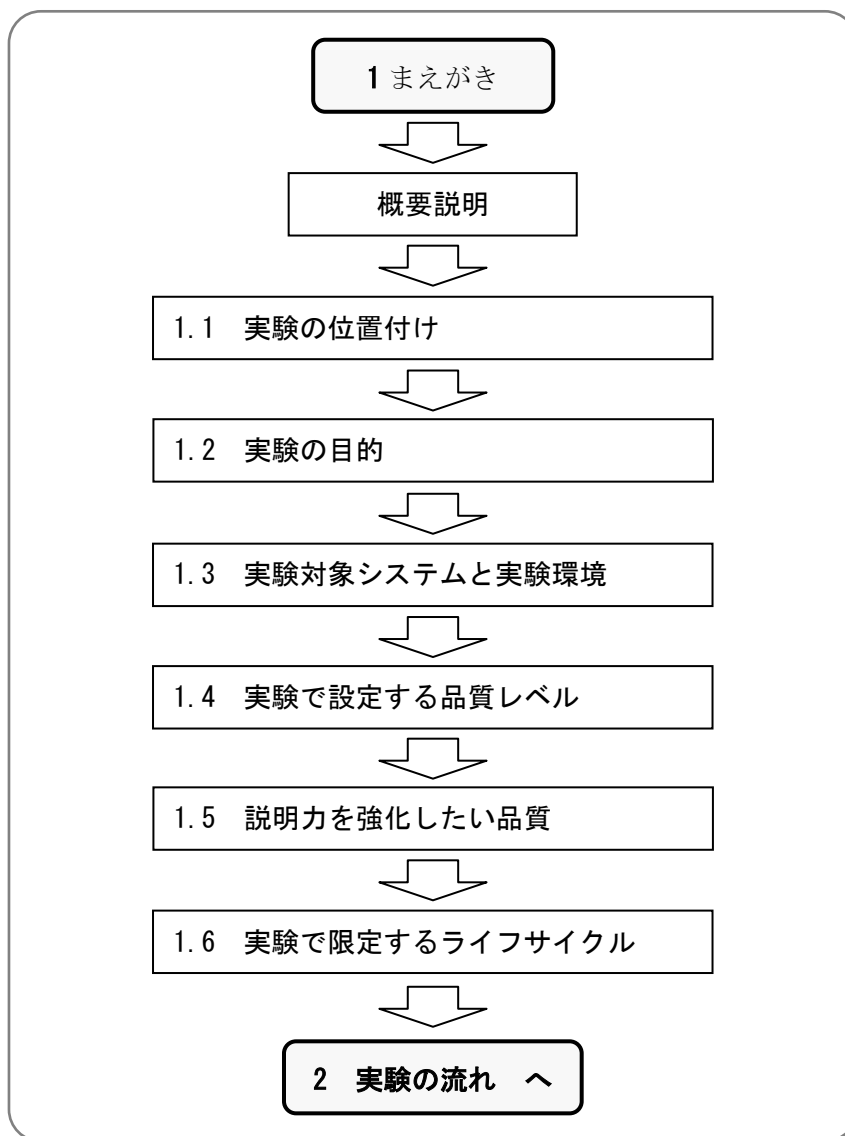 1 まえがき
概要説明
1.1 実験の位置付け
1.2 実験の目的
1.3 実験対象システムと実験環境
1.4 実験で設定する品質レベル
1.5 説明力を強化したい品質
1.6 実験で限定するライフサイクル
2 実験の流れ へ